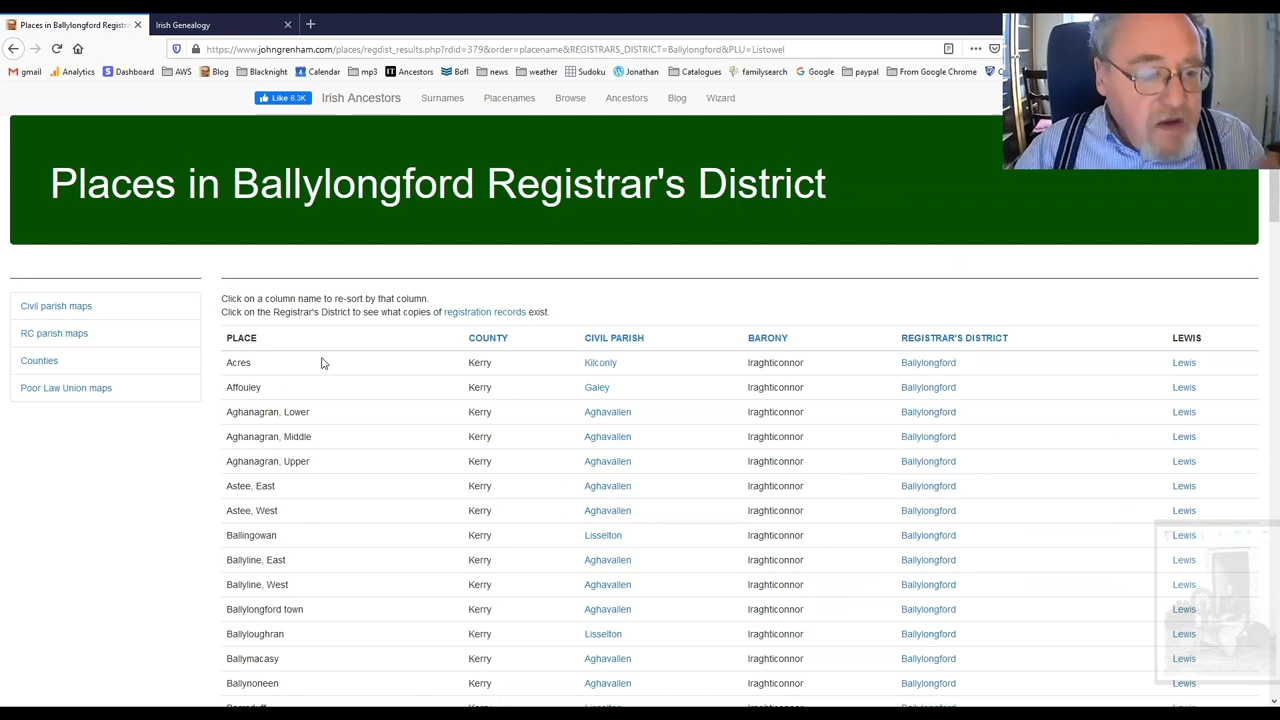 Places in Ballylongford Registra
Irish Genealogy
https://www.johngrenham.com/places/regdist_results.php?rdid=379&order=placename&REGISTRARS_DISTRICT=Ballylongford&PLU=Listowel
gmail Analytics Dashboard AWS Blog Blacknight Calendar mp3 Ancestors BofI news weather Sudoku Jonathan Catalogues familysearch Google paypal From Google Chrome
Like 6.3K Irish Ancestors Surnames Placenames Browse Ancestors Blog Wizard
Places in Ballylongford Registrar's District
Civil parish maps
RC parish maps
Counties
Poor Law Union maps
Click on a column name to re-sort by that column.
Click on the Registrar's District to see what copies of registration records exist.
PLACE COUNTY CIVIL PARISH BARONY REGISTRAR'S DISTRICT LEWIS
Acres Kerry Kilconly Iraghticonnor Ballylongford Lewis
Affouley Kerry Galey Iraghticonnor Ballylongford Lewis
Aghanagran, Lower Kerry Aghavallen Iraghticonnor Ballylongford Lewis
Aghanagran, Middle Kerry Aghavallen Iraghticonnor Ballylongford Lewis
Aghanagran, Upper Kerry Aghavallen Iraghticonnor Ballylongford Lewis
Astee, East Kerry Aghavallen Iraghticonnor Ballylongford Lewis
Astee, West Kerry Aghavallen Iraghticonnor Ballylongford Lewis
Ballingowan Kerry Lisselton Iraghticonnor Ballylongford Lewis
Ballyline, East Kerry Aghavallen Iraghticonnor Ballylongford Lewis
Ballyline, West Kerry Aghavallen Iraghticonnor Ballylongford Lewis
Ballylongford town Kerry Aghavallen Iraghticonnor Ballylongford Lewis
Ballyloughran Kerry Lisselton Iraghticonnor Ballylongford Lewis
Ballymacasy Kerry Aghavallen Iraghticonnor Ballylongford Lewis
Ballynoneen Kerry Aghavallen Iraghticonnor Ballylongford Lewis